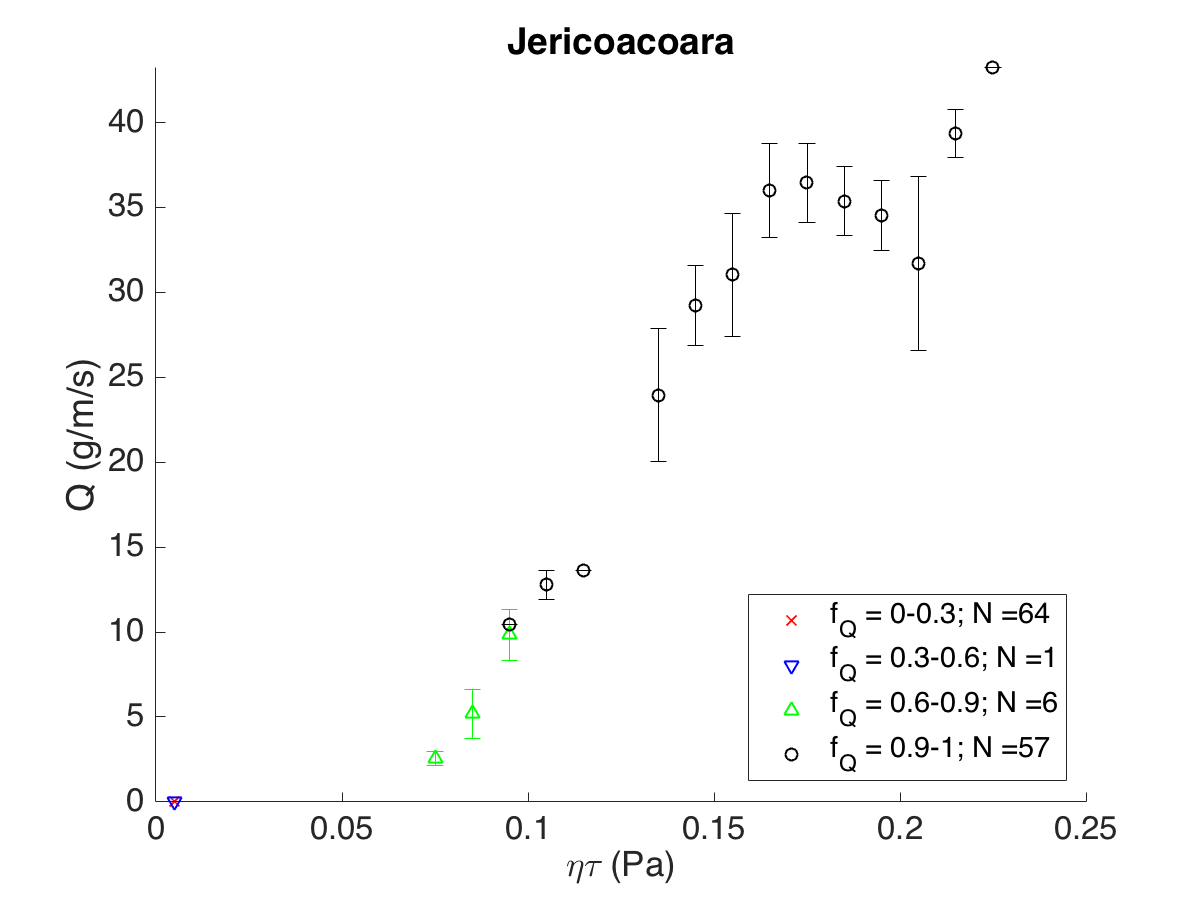 Jericoacoara
40
35
30
25
20
15
10
5
0
Q (g/m/s)
f_Q = 0-0.3; N =64
f_Q = 0.3-0.6; N =1
f_Q = 0.6-0.9; N =6
f_Q = 0.9-1; N =57
0 0.05 0.1 0.15 0.2 0.25
ητ (Pa)